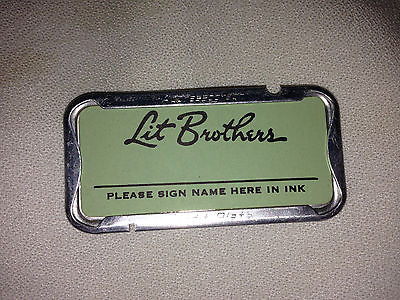 Lit Brothers
PLEASE SIGN NAME HERE IN INK